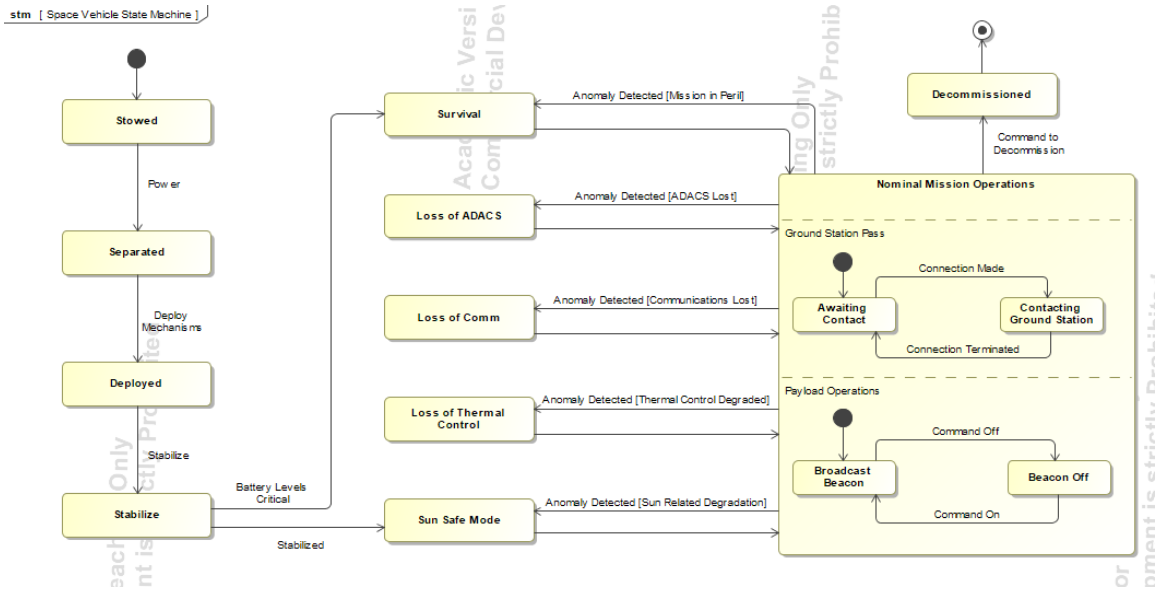 stm [ Space Vehicle State Machine ]
Stowed
Power
Separated
Deploy
Mechanisms
Deployed
Stabilize
Stabilize
Battery Levels
Critical
Stabilized
Survival
Loss of ADACS
Loss of Comm
Loss of Thermal
Control
Sun Safe Mode
Anomaly Detected [Mission in Peril]
Anomaly Detected [ADACS Lost]
Anomaly Detected [Communications Lost]
Anomaly Detected [Thermal Control Degraded]
Anomaly Detected [Sun Related Degradation]
Decommissioned
Command to
Decommission
Nominal Mission Operations
Ground Station Pass
Connection Made
Awaiting
Contact
Contacting
Ground Station
Connection Terminated
Payload Operations
Command Off
Broadcast
Beacon
Beacon Off
Command On